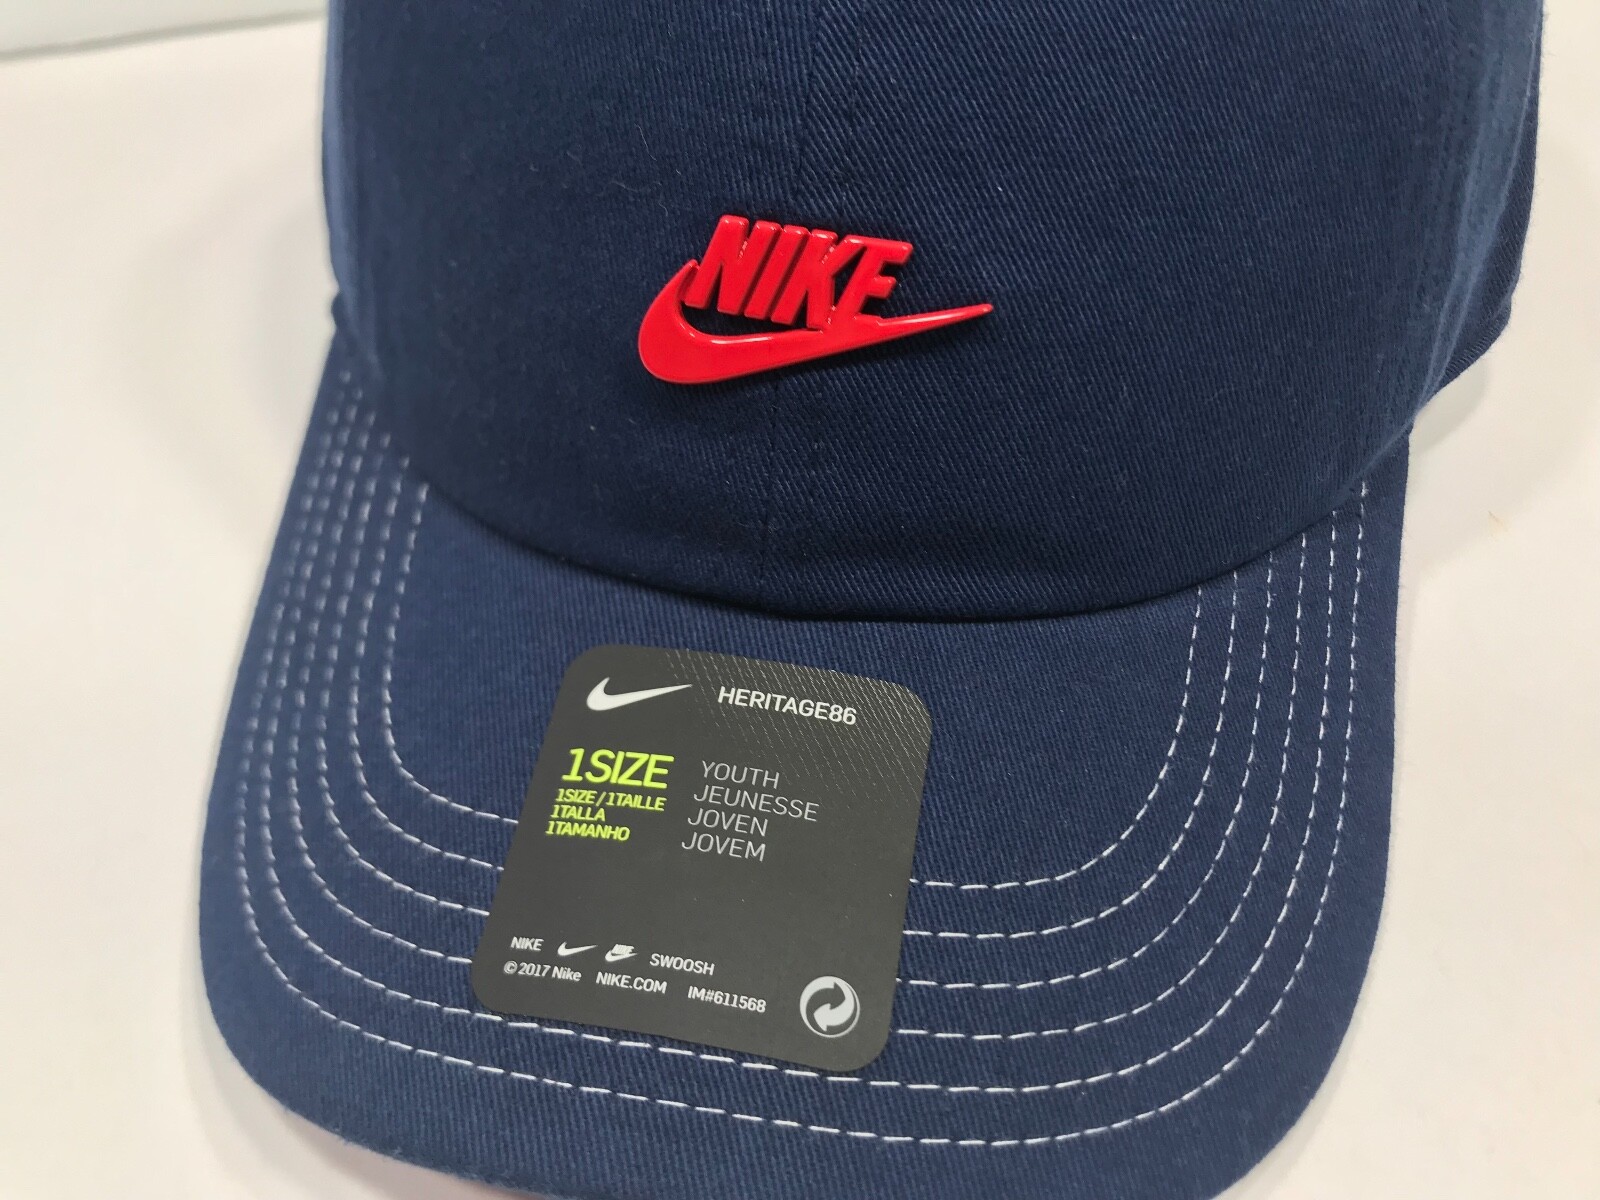 NIKE
HERITAGE86
1SIZE
1SIZE / 1TAILLE
1TALLA
1TAMANHO
YOUTH
JEUNESSE
JOVEN
JOVEM
NIKE NIKE SWOOSH
© 2017 Nike NIKE.COM IM#611568